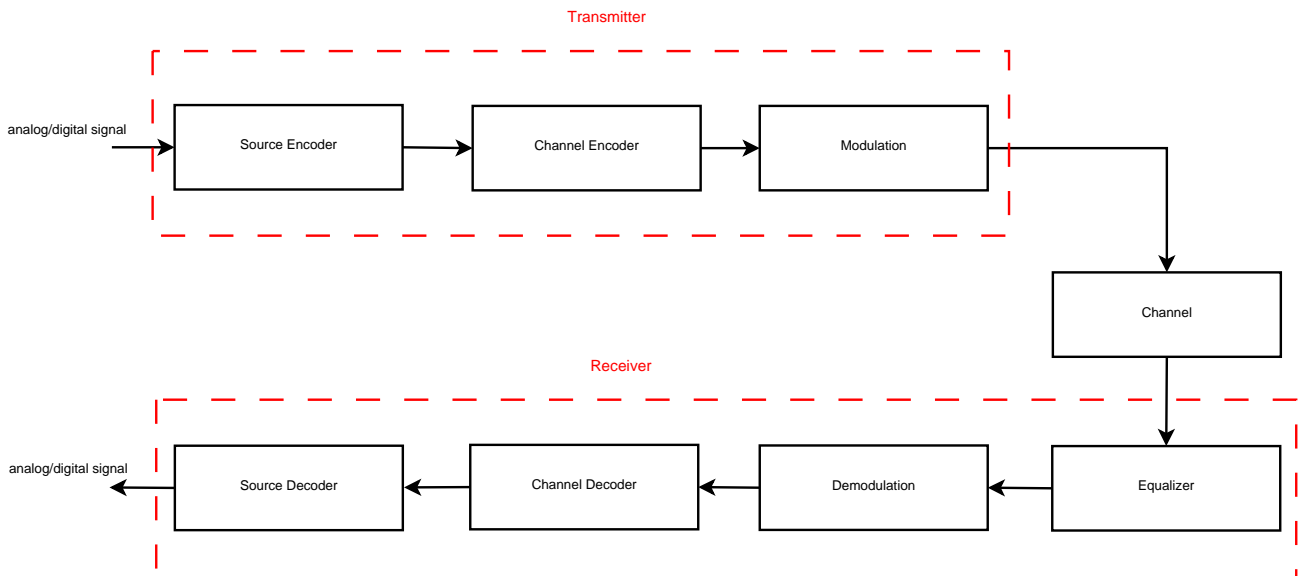 Transmitter
analog/digital signal
Source Encoder
Channel Encoder
Modulation
Channel
Receiver
analog/digital signal
Source Decoder
Channel Decoder
Demodulation
Equalizer